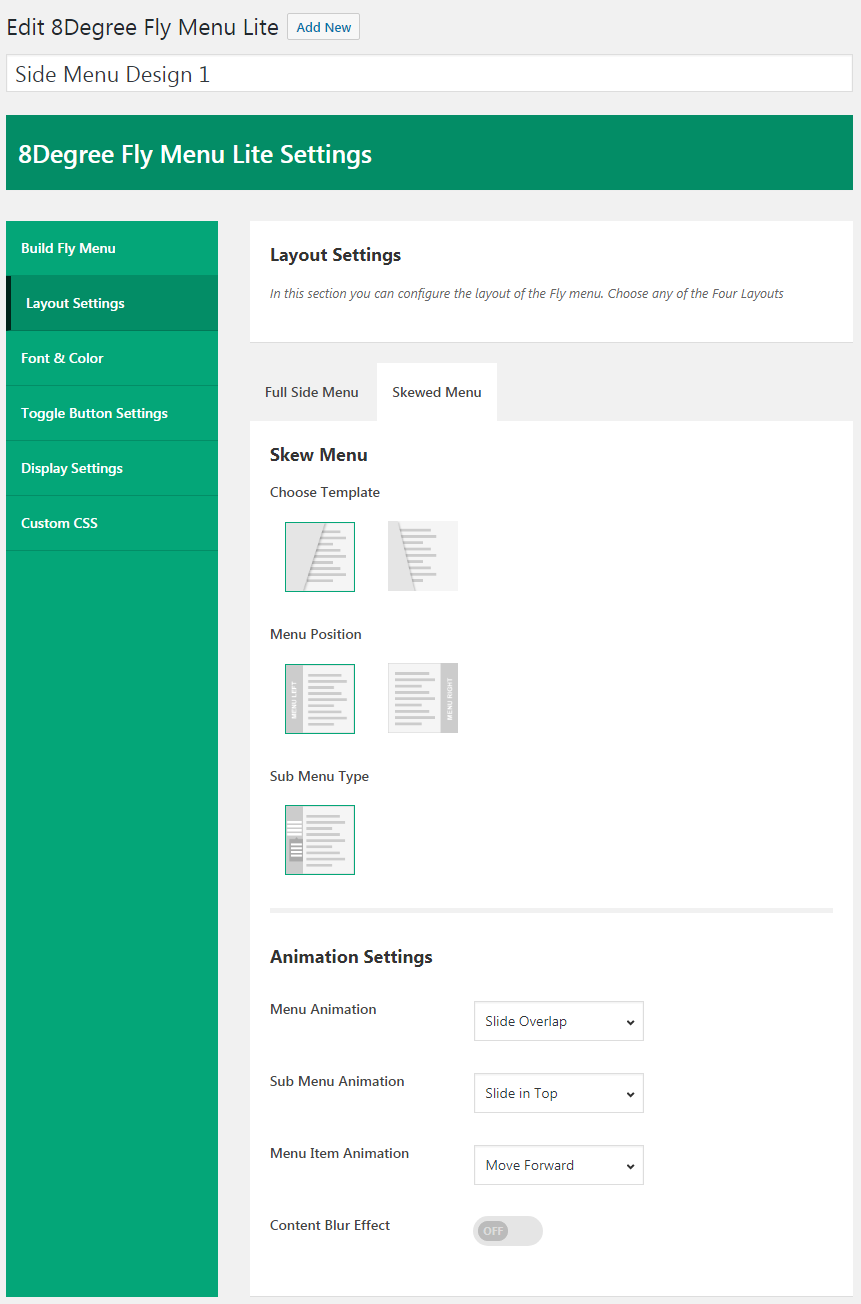 Edit 8Degree Fly Menu Lite Add New
Side Menu Design 1
8Degree Fly Menu Lite Settings
Build Fly Menu
Layout Settings
Font & Color
Toggle Button Settings
Display Settings
Custom CSS
Layout Settings
In this section you can configure the layout of the Fly menu. Choose any of the Four Layouts
Full Side Menu
Skewed Menu
Skew Menu
Choose Template
Menu Position
MENU LEFT
MENU RIGHT
Sub Menu Type
Animation Settings
Menu Animation
Slide Overlap
Sub Menu Animation
Slide in Top
Menu Item Animation
Move Forward
Content Blur Effect
OFF